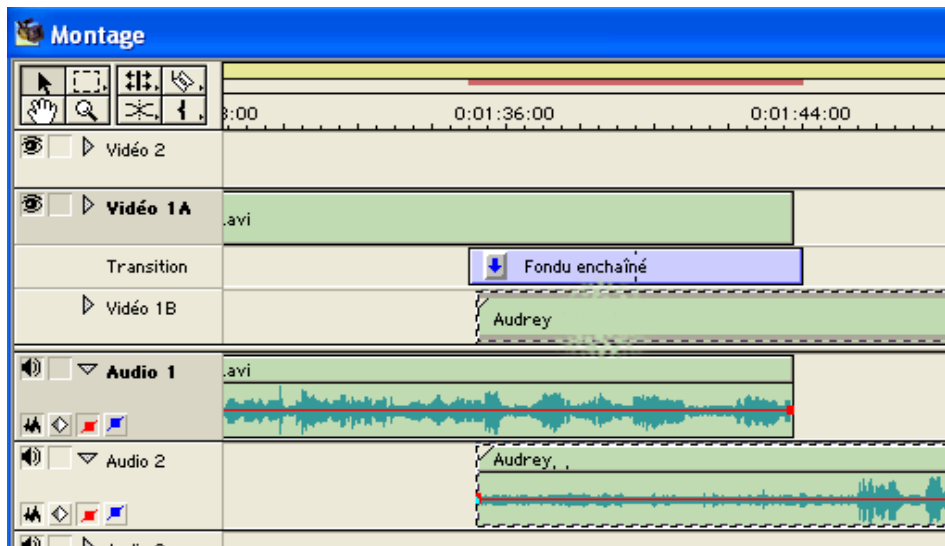 Montage
:00
0:01:36:00
0:01:44:00
Vidéo 2
Vidéo 1A
.avi
Transition
Fondu enchaîné
Vidéo 1B
Audrey
Audio 1
.avi
Audio 2
Audrey, ,